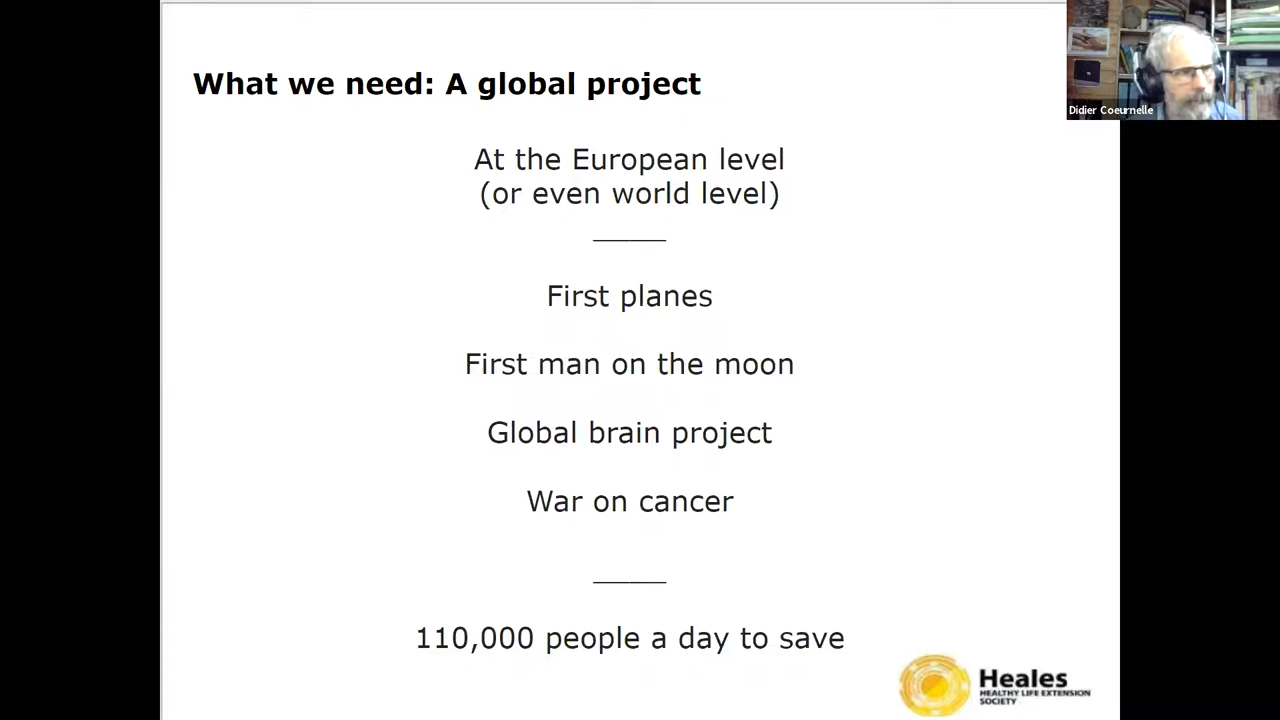 What we need: A global project
Didier Coeurnelle
At the European level
(or even world level)
First planes
First man on the moon
Global brain project
War on cancer
110,000 people a day to save
Heales
HEALTHY LIFE EXTENSION
SOCIETY